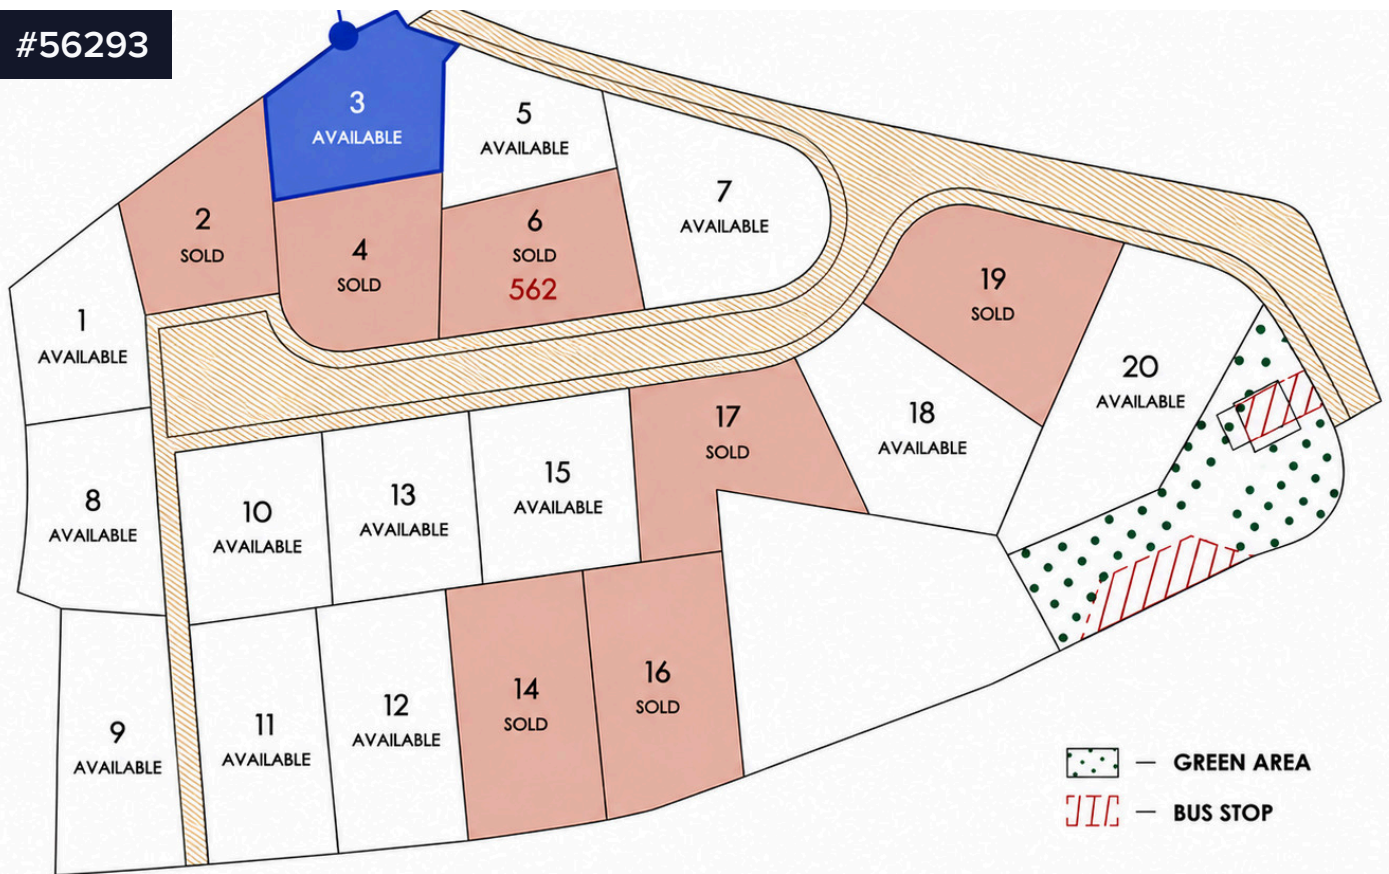 #56293
3
AVAILABLE
5
AVAILABLE
2
SOLD
4
SOLD
6
SOLD
562
7
AVAILABLE
19
SOLD
1
AVAILABLE
20
AVAILABLE
17
SOLD
18
AVAILABLE
8
AVAILABLE
10
AVAILABLE
13
AVAILABLE
15
AVAILABLE
9
AVAILABLE
11
AVAILABLE
12
AVAILABLE
14
SOLD
16
SOLD
— GREEN AREA
— BUS STOP